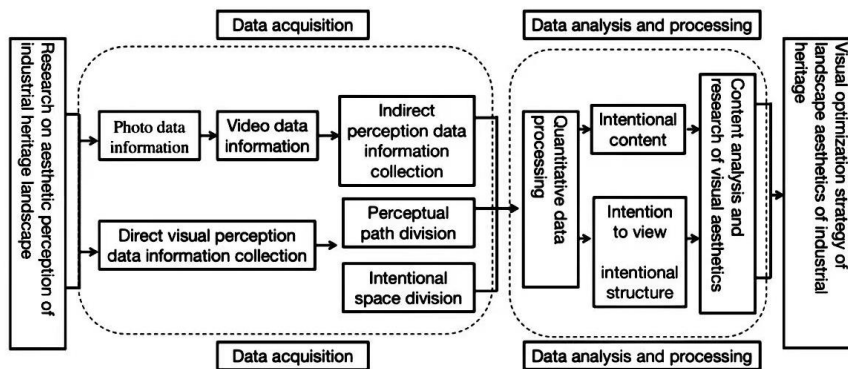 Data acquisition
Data analysis and processing
Research on aesthetic perception of
industrial heritage landscape
Photo data
information
Video data
information
Indirect
perception data
information
collection
Direct visual perception
data information collection
Perceptual
path division
Intentional
space division
Quantitative data
processing
Intentional
content
Intention
to view
intentional
structure
Content analysis and
research of visual aesthetics
Visual optimization strategy of
landscape aesthetics of industrial
heritage
Data acquisition
Data analysis and processing